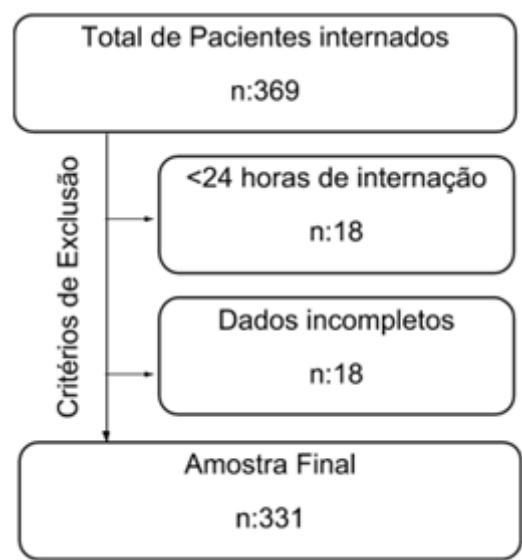 Total de Pacientes internados
n:369
Critérios de Exclusão
<24 horas de internação
n:18
Dados incompletos
n:18
Amostra Final
n:331